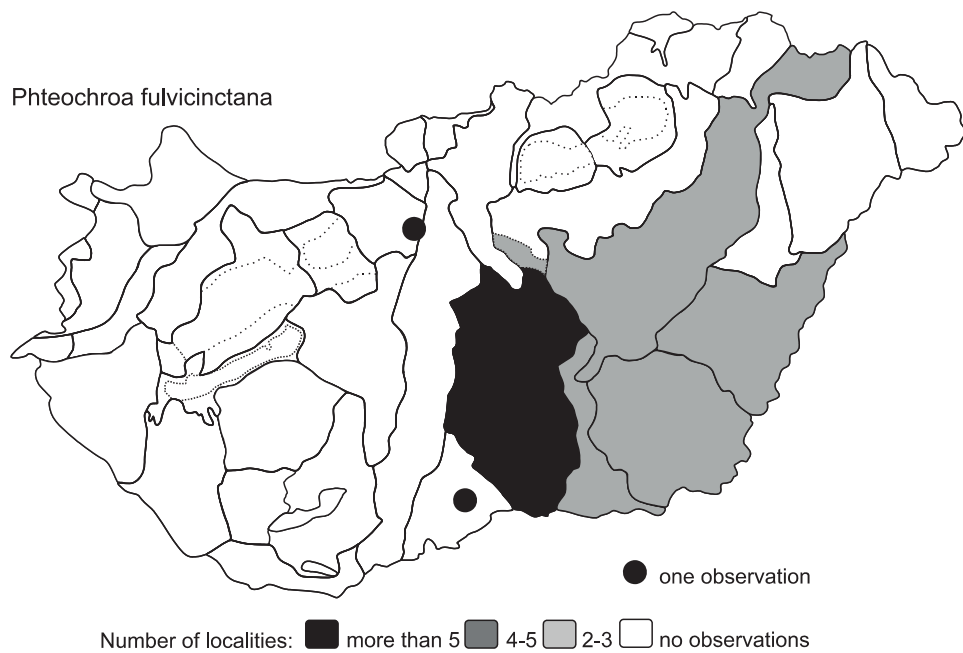 Phteochroa fulvicinctana
one observation
Number of localities: more than 5 4-5 2-3 no observations